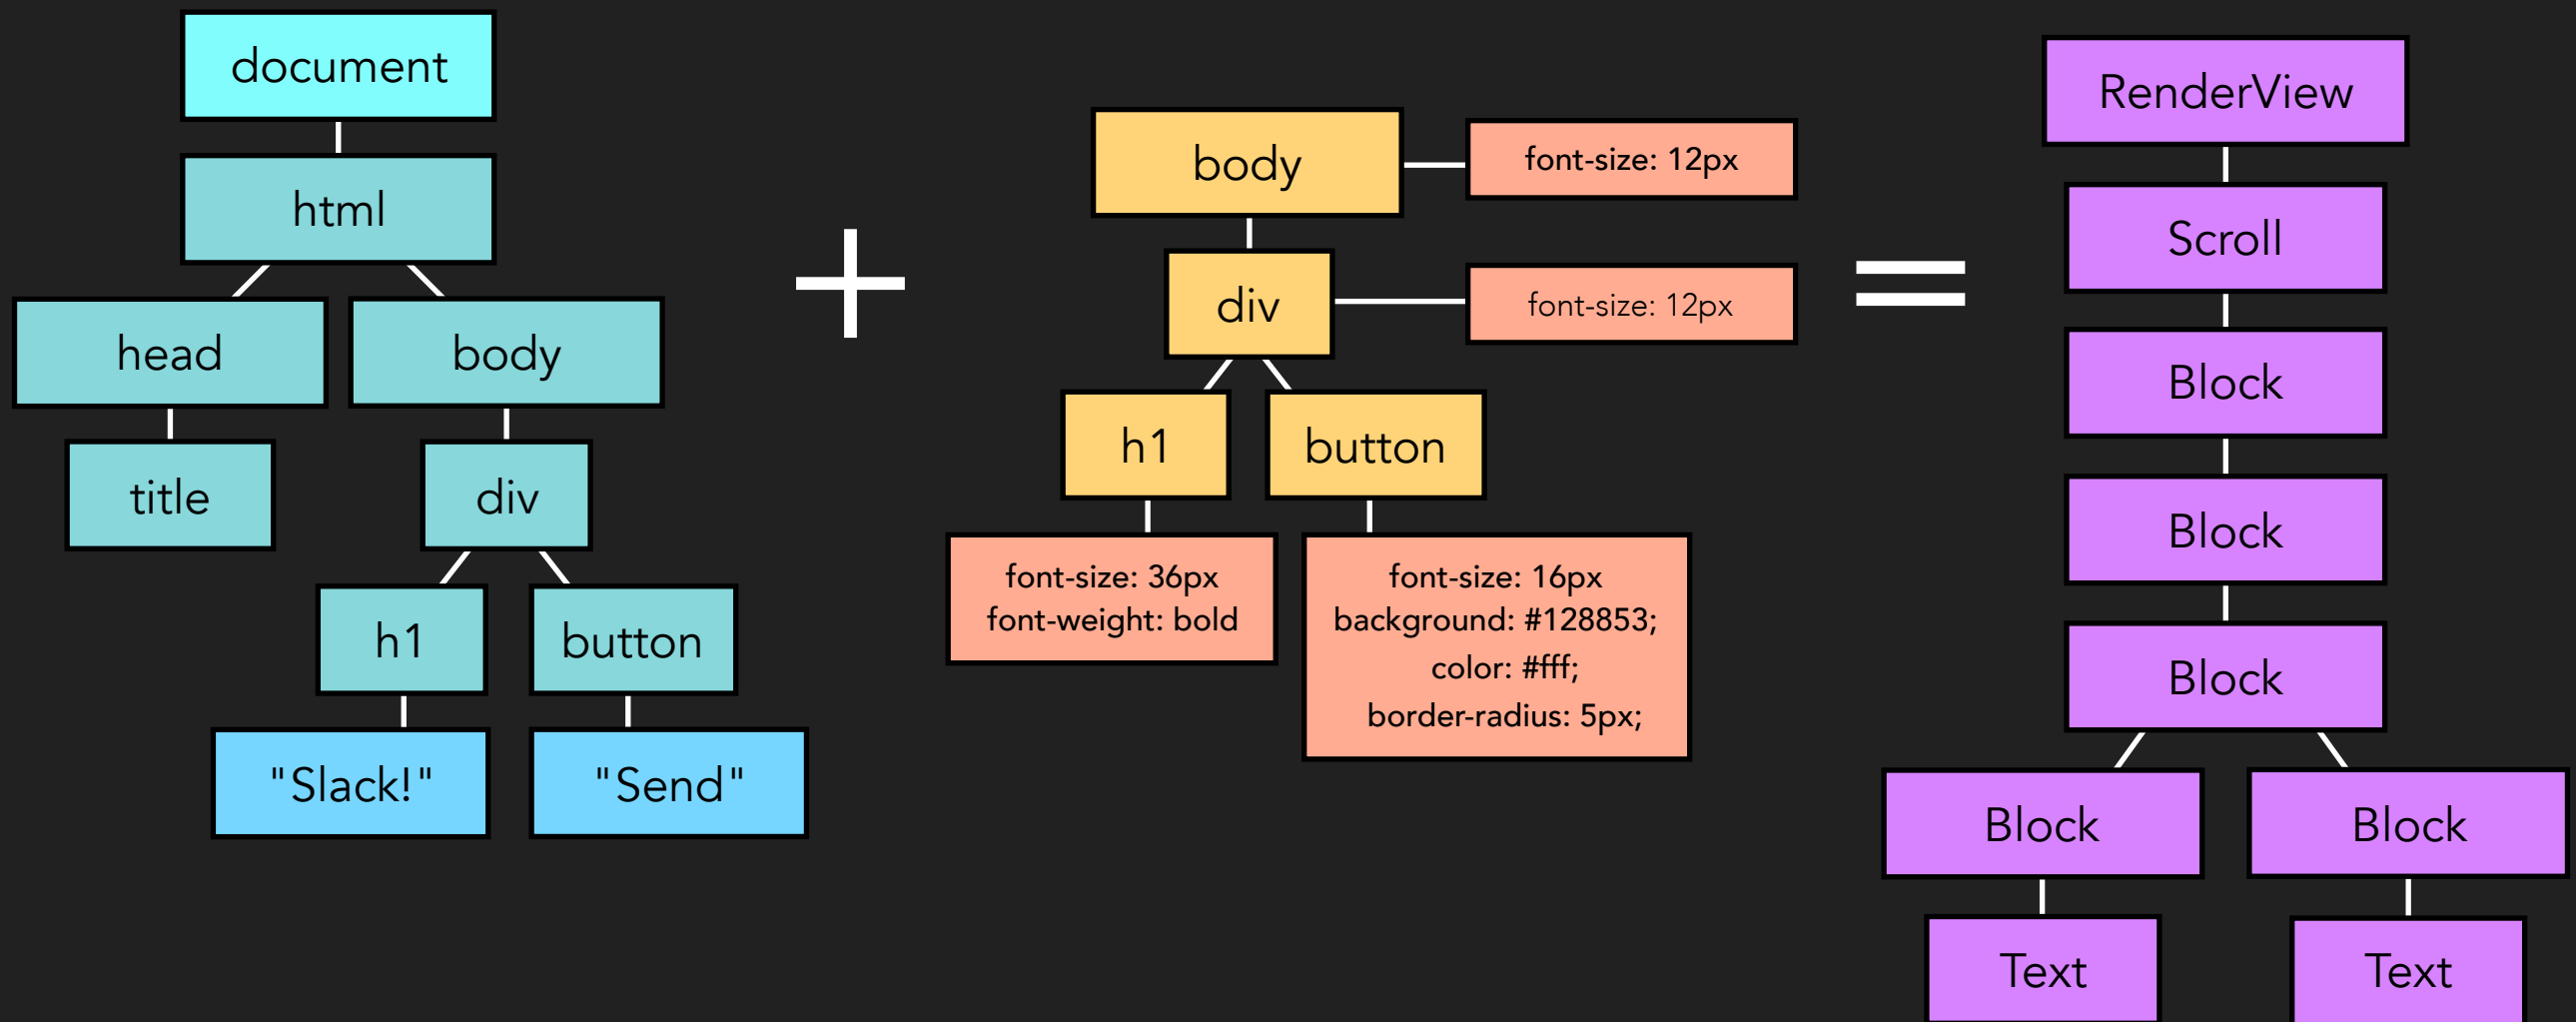 document
html
head
body
title
div
h1
button
"Slack!"
"Send"
+
body
font-size: 12px
div
font-size: 12px
h1
button
font-size: 36px
font-weight: bold
font-size: 16px
background: #128853;
color: #fff;
border-radius: 5px;
=
RenderView
Scroll
Block
Block
Block
Block
Block
Text
Text